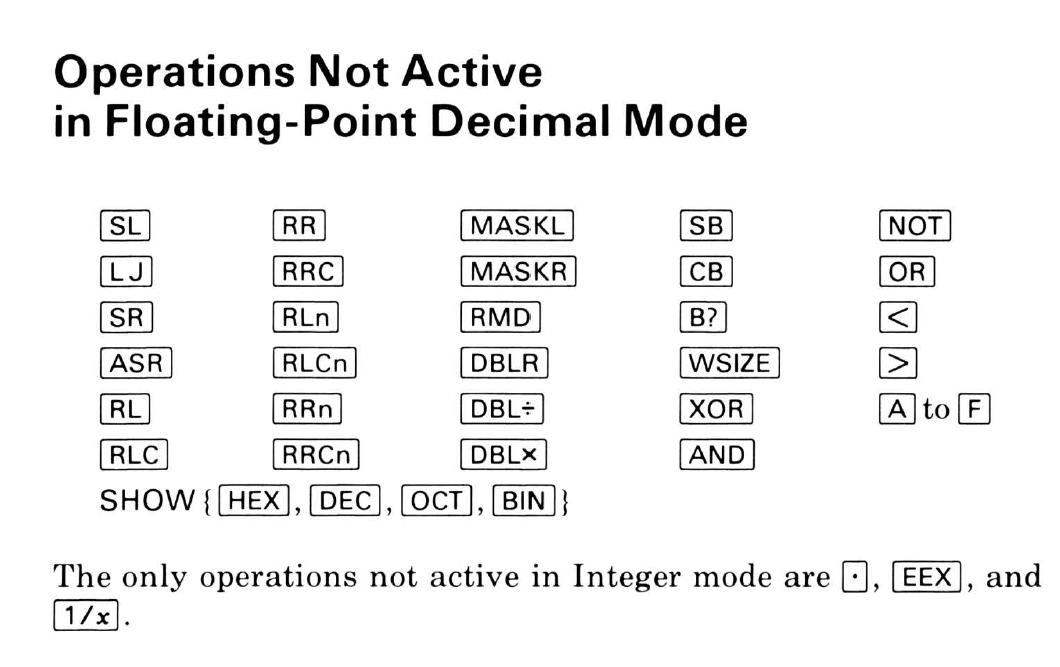 Operations Not Active
in Floating-Point Decimal Mode
SL RR MASKL SB NOT
LJ RRC MASKR CB OR
SR RLn RMD B? <
ASR RLCn DBLR WSIZE >
RL RRn DBL÷ XOR A to F
RLC RRCn DBL× AND
SHOW { HEX , DEC , OCT , BIN }
The only operations not active in Integer mode are · , EEX , and
1/x .